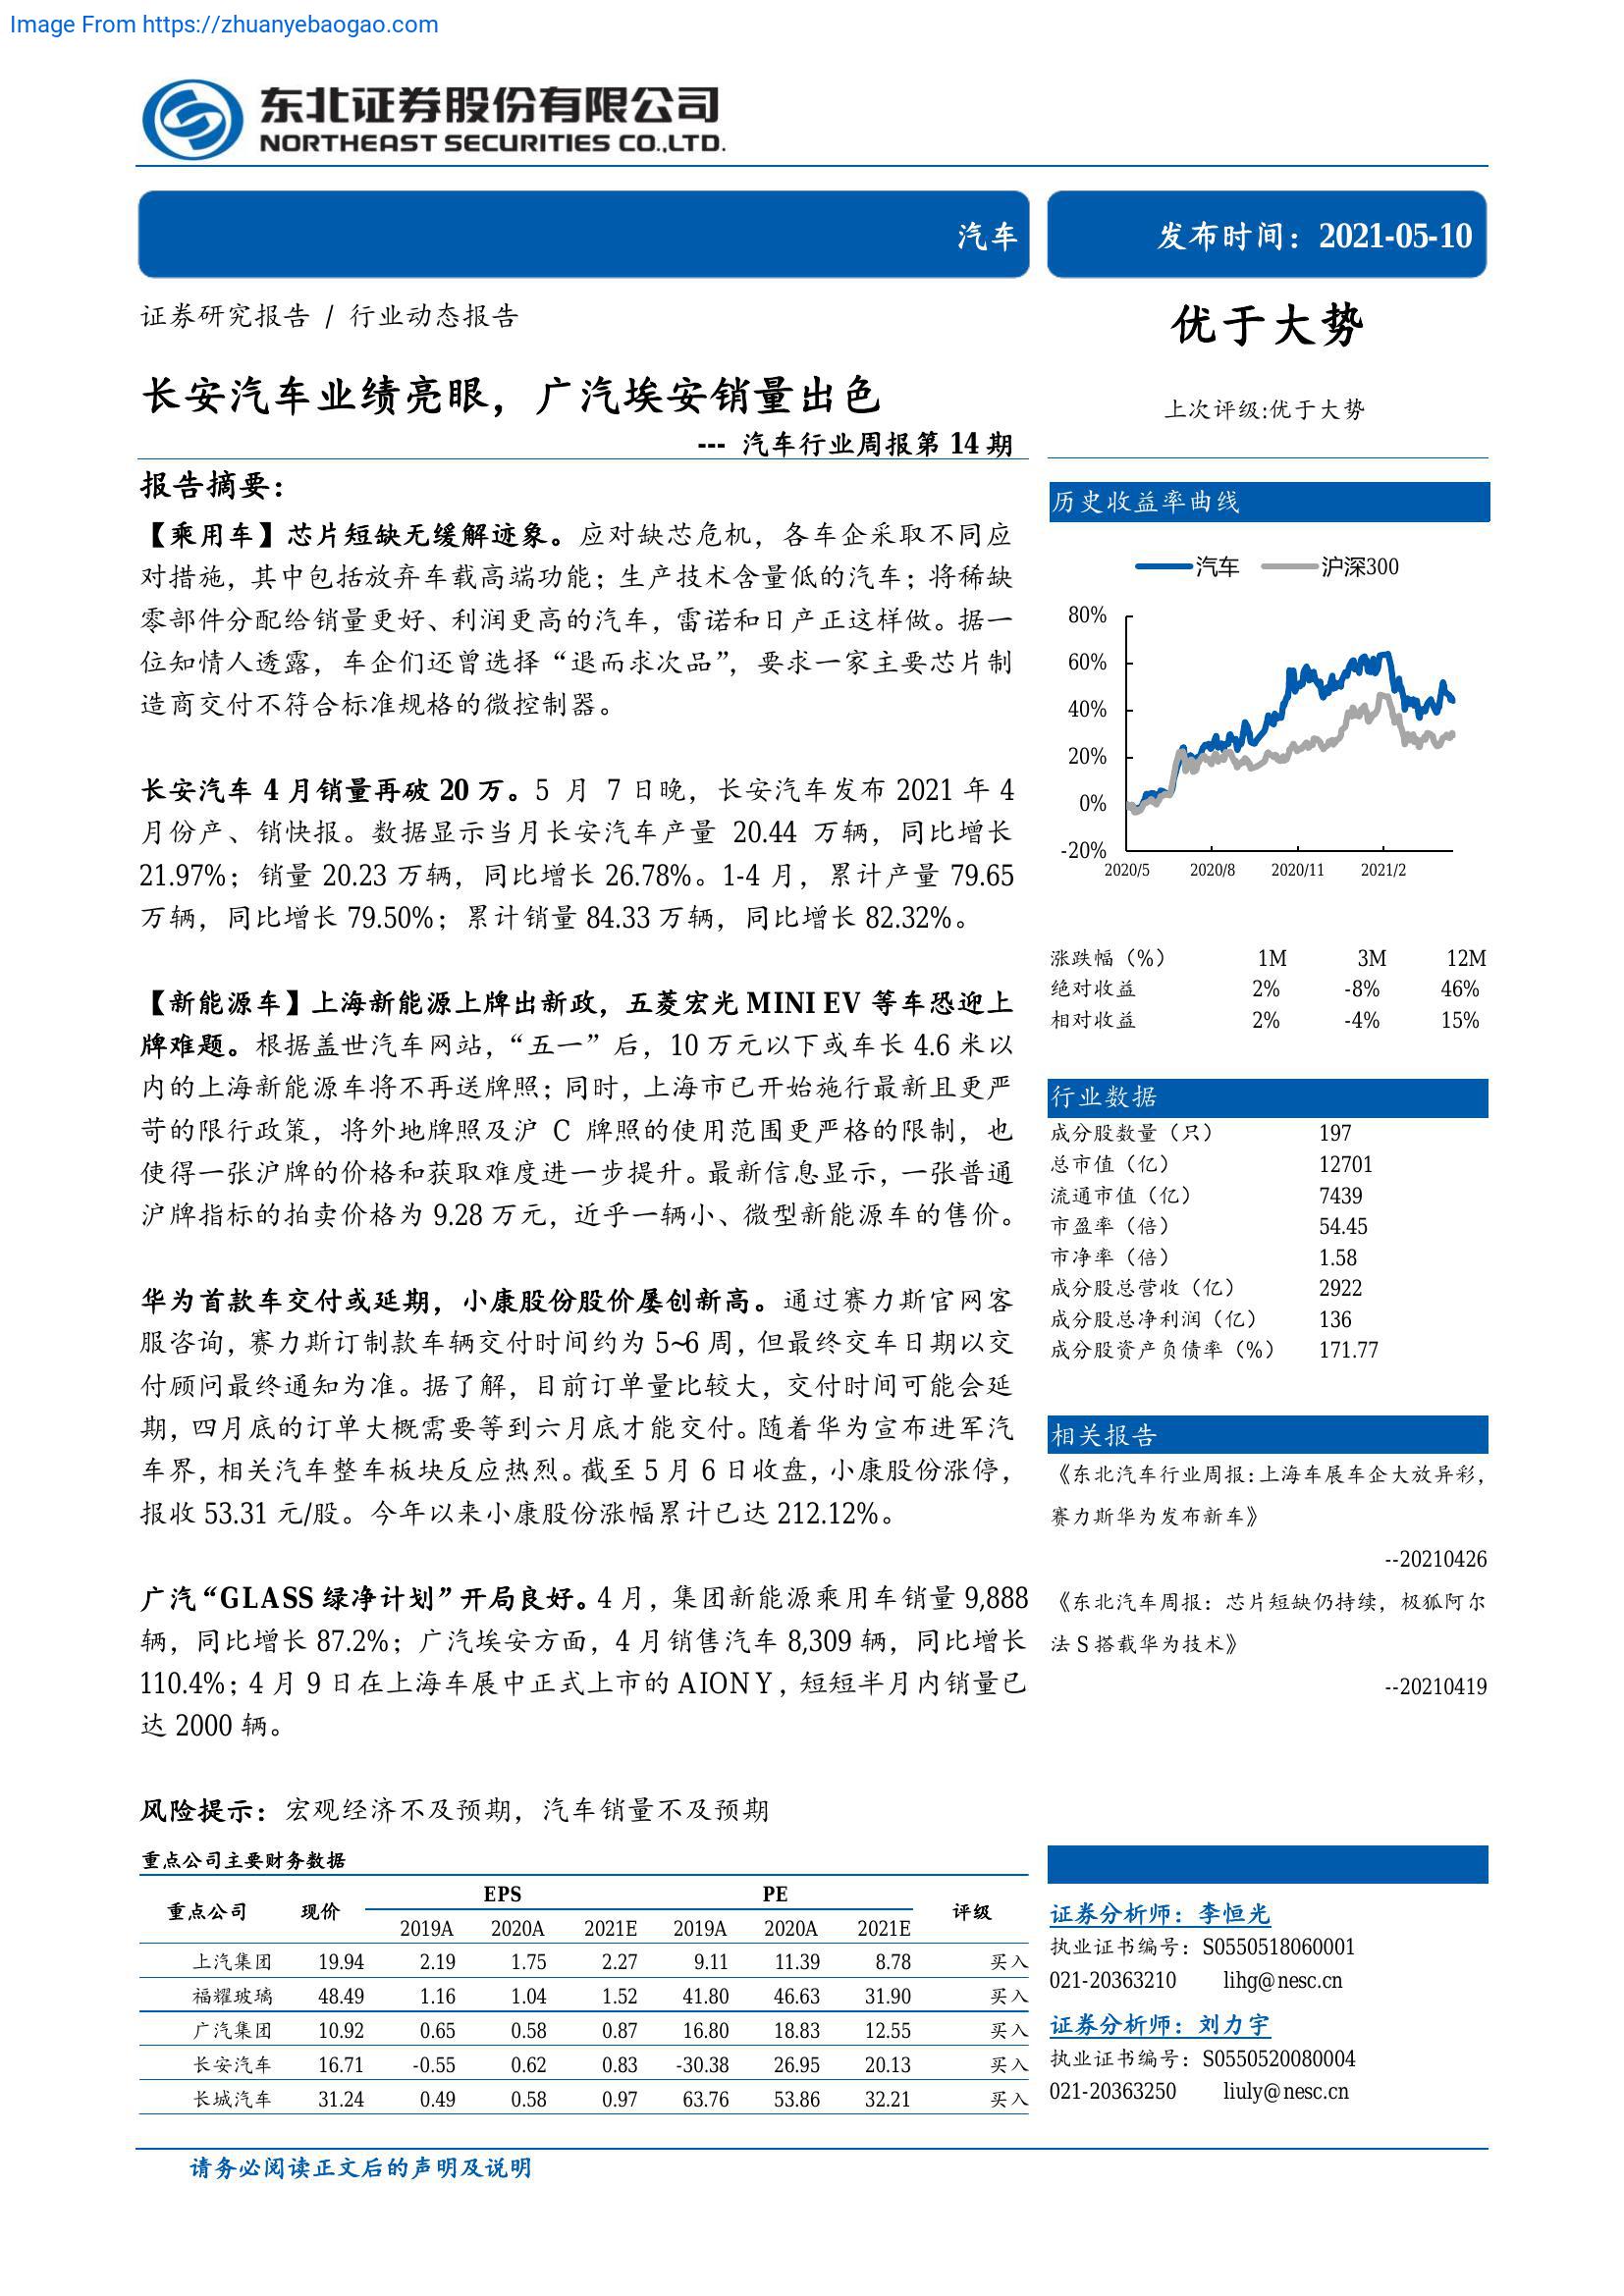 Image From https://zhuanyebaogao.com
东北证券股份有限公司
NORTHEAST SECURITIES CO.,LTD.
汽车
发布时间：2021-05-10
证券研究报告 / 行业动态报告
长安汽车业绩亮眼，广汽埃安销量出色
--- 汽车行业周报第 14 期
报告摘要：
【乘用车】芯片短缺无缓解迹象。应对缺芯危机，各车企采取不同应
对措施，其中包括放弃车载高端功能；生产技术含量低的汽车；将稀缺
零部件分配给销量更好、利润更高的汽车，雷诺和日产正这样做。据一
位知情人透露，车企们还曾选择“退而求次品”，要求一家主要芯片制
造商交付不符合标准规格的微控制器。
长安汽车 4 月销量再破 20 万。5 月 7 日晚，长安汽车发布 2021 年 4
月份产、销快报。数据显示当月长安汽车产量 20.44 万辆，同比增长
21.97%；销量 20.23 万辆，同比增长 26.78%。1-4 月，累计产量 79.65
万辆，同比增长 79.50%；累计销量 84.33 万辆，同比增长 82.32%。
【新能源车】上海新能源上牌出新政，五菱宏光 MINI EV 等车恐迎上
牌难题。根据盖世汽车网站，“五一”后，10 万元以下或车长 4.6 米以
内的上海新能源车将不再送牌照；同时，上海市已开始施行最新且更严
苛的限行政策，将外地牌照及沪 C 牌照的使用范围更严格的限制，也
使得一张沪牌的价格和获取难度进一步提升。最新信息显示，一张普通
沪牌指标的拍卖价格为 9.28 万元，近乎一辆小、微型新能源车的售价。
华为首款车交付或延期，小康股份股价屡创新高。通过赛力斯官网客
服咨询，赛力斯订制款车辆交付时间约为 5~6 周，但最终交车日期以交
付顾问最终通知为准。据了解，目前订单量比较大，交付时间可能会延
期，四月底的订单大概需要等到六月底才能交付。随着华为宣布进军汽
车界，相关汽车整车板块反应热烈。截至 5 月 6 日收盘，小康股份涨停，
报收 53.31 元/股。今年以来小康股份涨幅累计已达 212.12%。
广汽“GLASS 绿净计划”开局良好。4 月，集团新能源乘用车销量 9,888
辆，同比增长 87.2%；广汽埃安方面，4 月销售汽车 8,309 辆，同比增长
110.4%；4 月 9 日在上海车展中正式上市的 AION Y，短短半月内销量已
达 2000 辆。
风险提示：宏观经济不及预期，汽车销量不及预期
重点公司主要财务数据
重点公司 现价 EPS PE 评级
2019A 2020A 2021E 2019A 2020A 2021E
上汽集团 19.94 2.19 1.75 2.27 9.11 11.39 8.78 买入
福耀玻璃 48.49 1.16 1.04 1.52 41.80 46.63 31.90 买入
广汽集团 10.92 0.65 0.58 0.87 16.80 18.83 12.55 买入
长安汽车 16.71 -0.55 0.62 0.83 -30.38 26.95 20.13 买入
长城汽车 31.24 0.49 0.58 0.97 63.76 53.86 32.21 买入
优于大势
上次评级:优于大势
历史收益率曲线
汽车 沪深300
80%
60%
40%
20%
0%
-20%
2020/5 2020/8 2020/11 2021/2
涨跌幅（%） 1M 3M 12M
绝对收益 2% -8% 46%
相对收益 2% -4% 15%
行业数据
成分股数量（只） 197
总市值（亿） 12701
流通市值（亿） 7439
市盈率（倍） 54.45
市净率（倍） 1.58
成分股总营收（亿） 2922
成分股总净利润（亿） 136
成分股资产负债率（%） 171.77
相关报告
《东北汽车行业周报：上海车展车企大放异彩，
赛力斯华为发布新车》
--20210426
《东北汽车周报：芯片短缺仍持续，极狐阿尔
法 S 搭载华为技术》
--20210419
证券分析师：李恒光
执业证书编号：S0550518060001
021-20363210 lihg@nesc.cn
证券分析师：刘力宇
执业证书编号：S0550520080004
021-20363250 liuly@nesc.cn
请务必阅读正文后的声明及说明